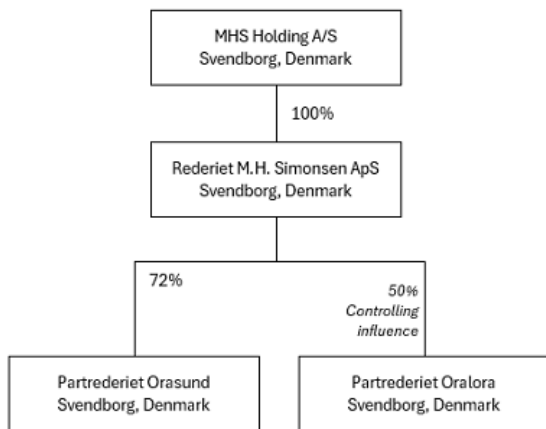 MHS Holding A/S
Svendborg, Denmark
100%
Rederiet M.H. Simonsen ApS
Svendborg, Denmark
72%
50%
Controlling
influence
Partrederiet Orasund
Svendborg, Denmark
Partrederiet Oralora
Svendborg, Denmark